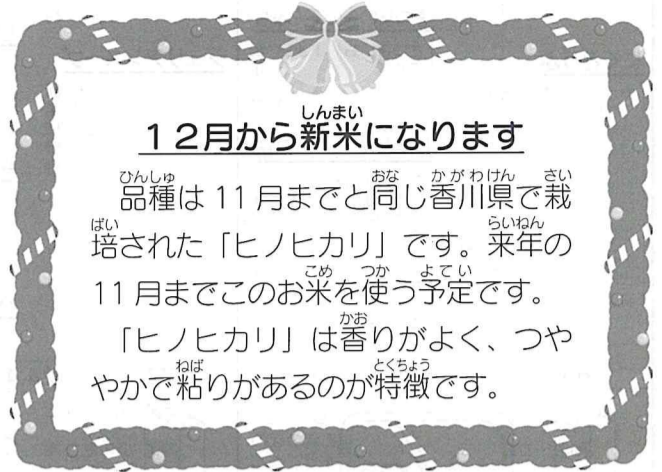 12月から新米になります
品種は11月までと同じ香川県で栽
培された「ヒノヒカリ」です。来年の
11月までこのお米を使う予定です。
「ヒノヒカリ」は香りがよく、つや
やかで粘りがあるのが特徴です。